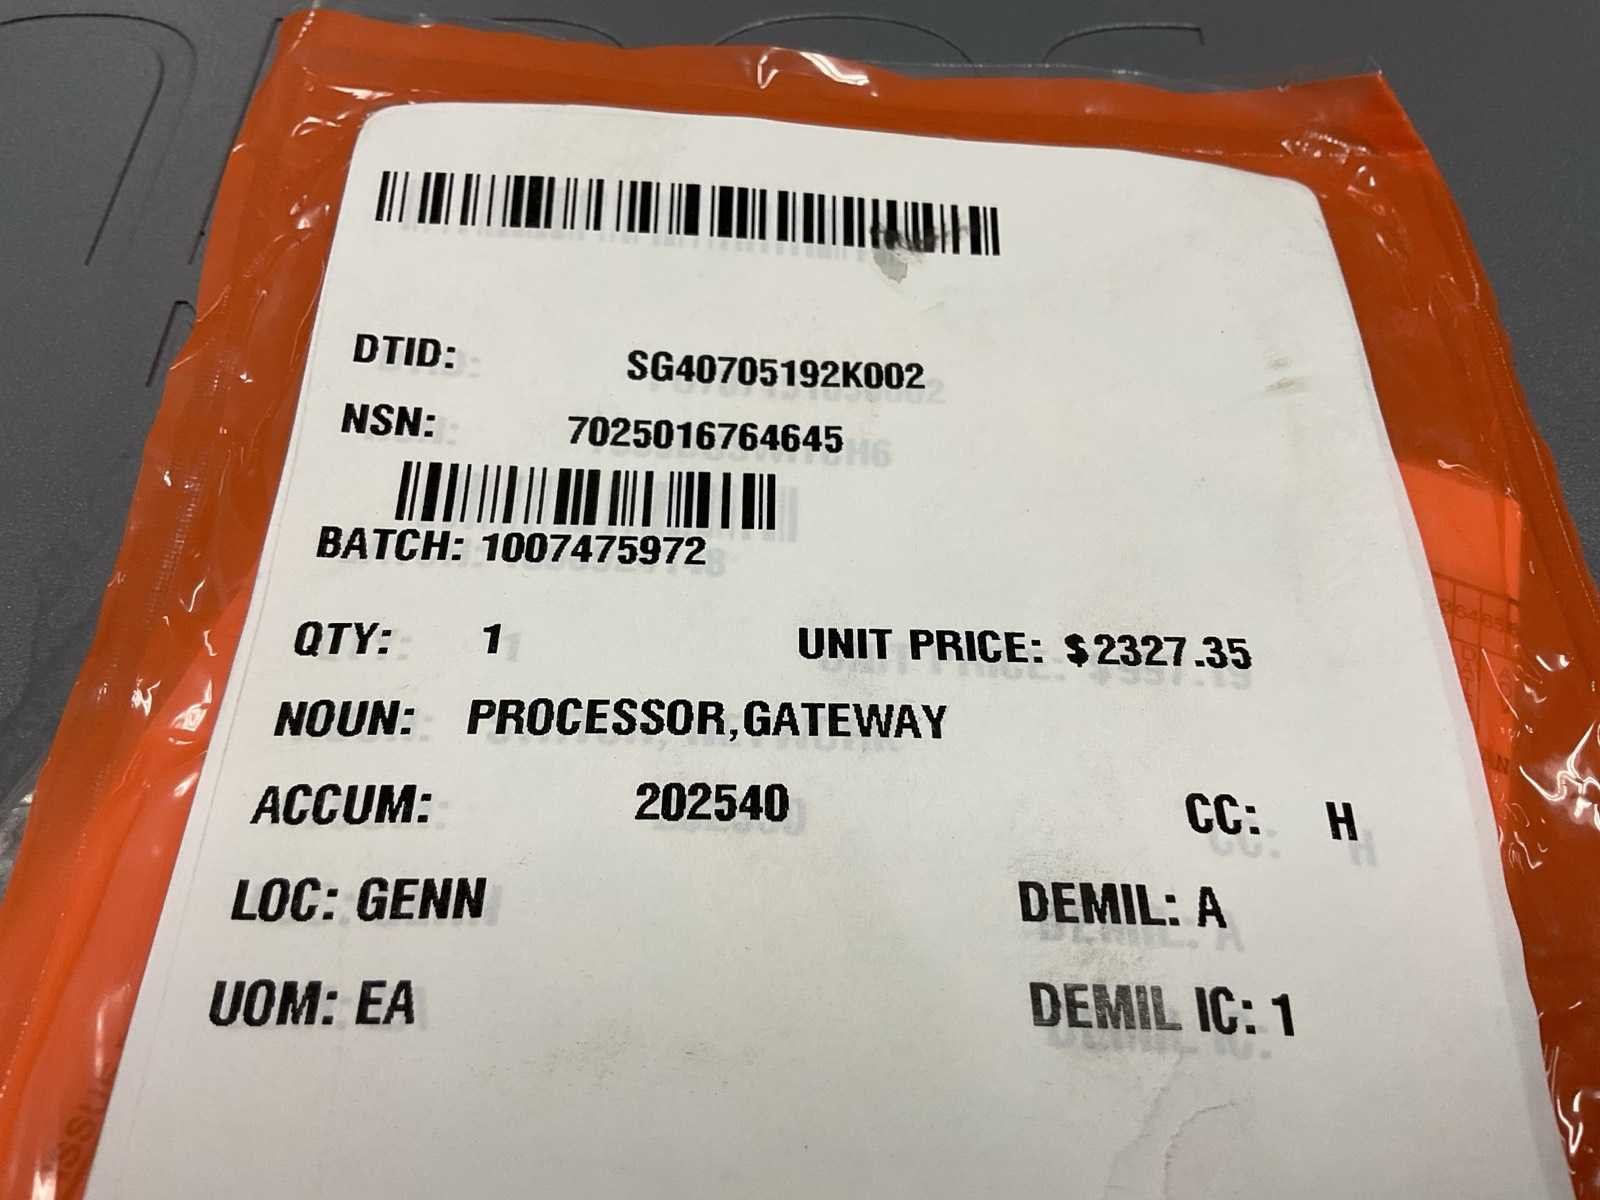 DTID: SG40705192K002
NSN: 7025016764645
BATCH: 1007475972
QTY: 1 UNIT PRICE: $2327.35
NOUN: PROCESSOR,GATEWAY
ACCUM: 202540 CC: H
LOC: GENN DEMIL: A
UOM: EA DEMIL IC: 1